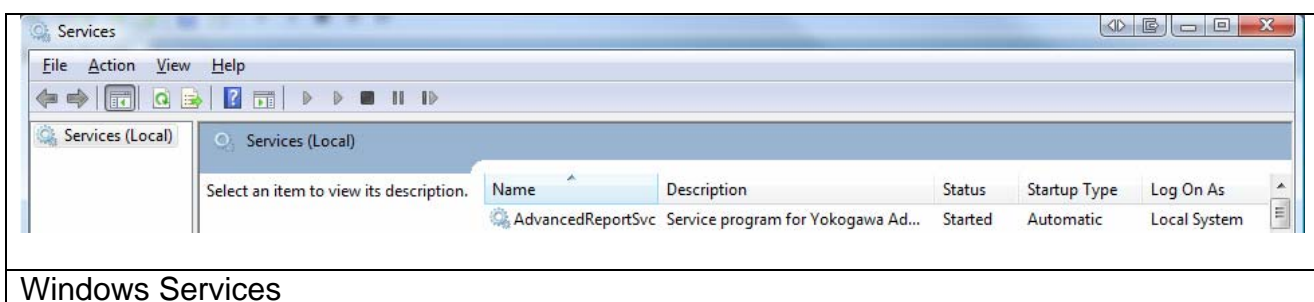 Services
File Action View Help
Services (Local)
Services (Local)
Select an item to view its description.
Name Description Status Startup Type Log On As
AdvancedReportSvc Service program for Yokogawa Ad... Started Automatic Local System
Windows Services